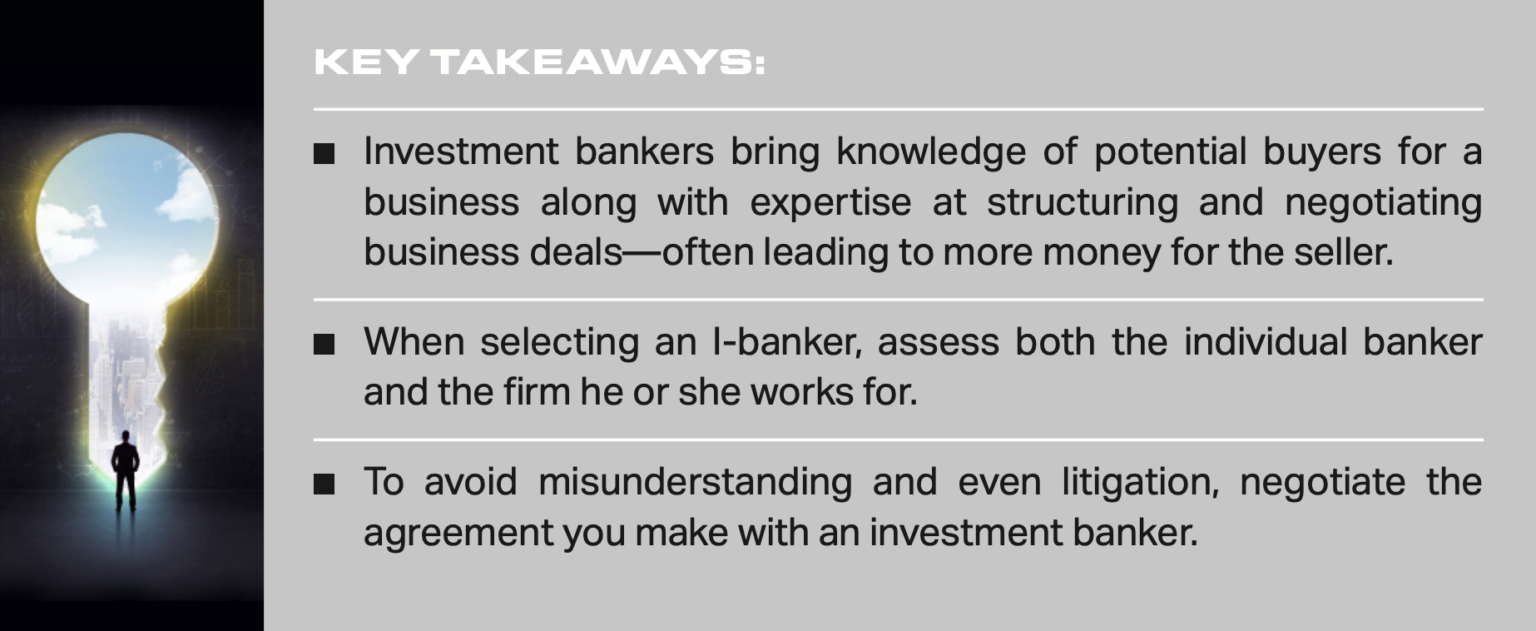 KEY TAKEAWAYS:
■ Investment bankers bring knowledge of potential buyers for a
business along with expertise at structuring and negotiating
business deals—often leading to more money for the seller.
■ When selecting an I-banker, assess both the individual banker
and the firm he or she works for.
■ To avoid misunderstanding and even litigation, negotiate the
agreement you make with an investment banker.